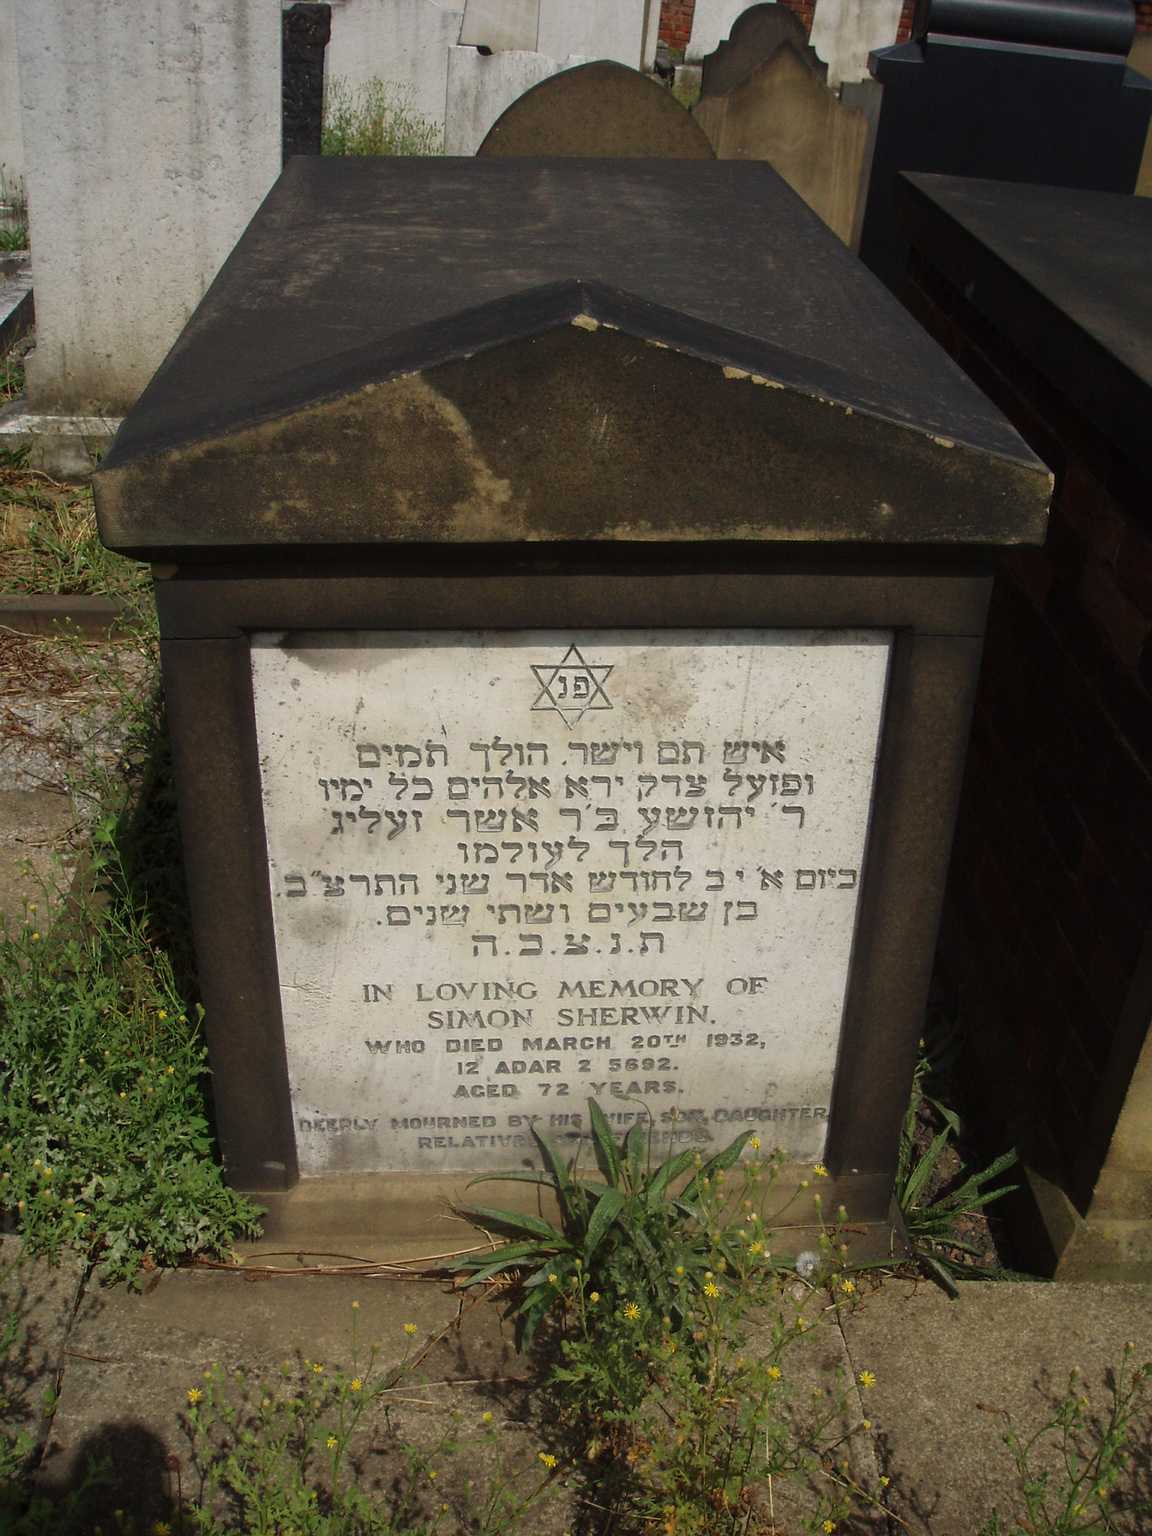 פנ
איש תם וישר. הולך תמים
ופועל צדק ירא אלהים כל ימיו
ר׳ יהושע ב׳ר אשר זעליג
הלך לעולמו
ביום א׳ י ב לחודש אדר שני התרצ״ב.
בן שבעים ושתי שנים.
ת.נ.צ.ב.ה
IN LOVING MEMORY OF
SIMON SHERWIN.
WHO DIED MARCH 20TH 1932,
12 ADAR 2 5692.
AGED 72 YEARS.
DEEPLY MOURNED BY HIS WIFE, SON, DAUGHTER,